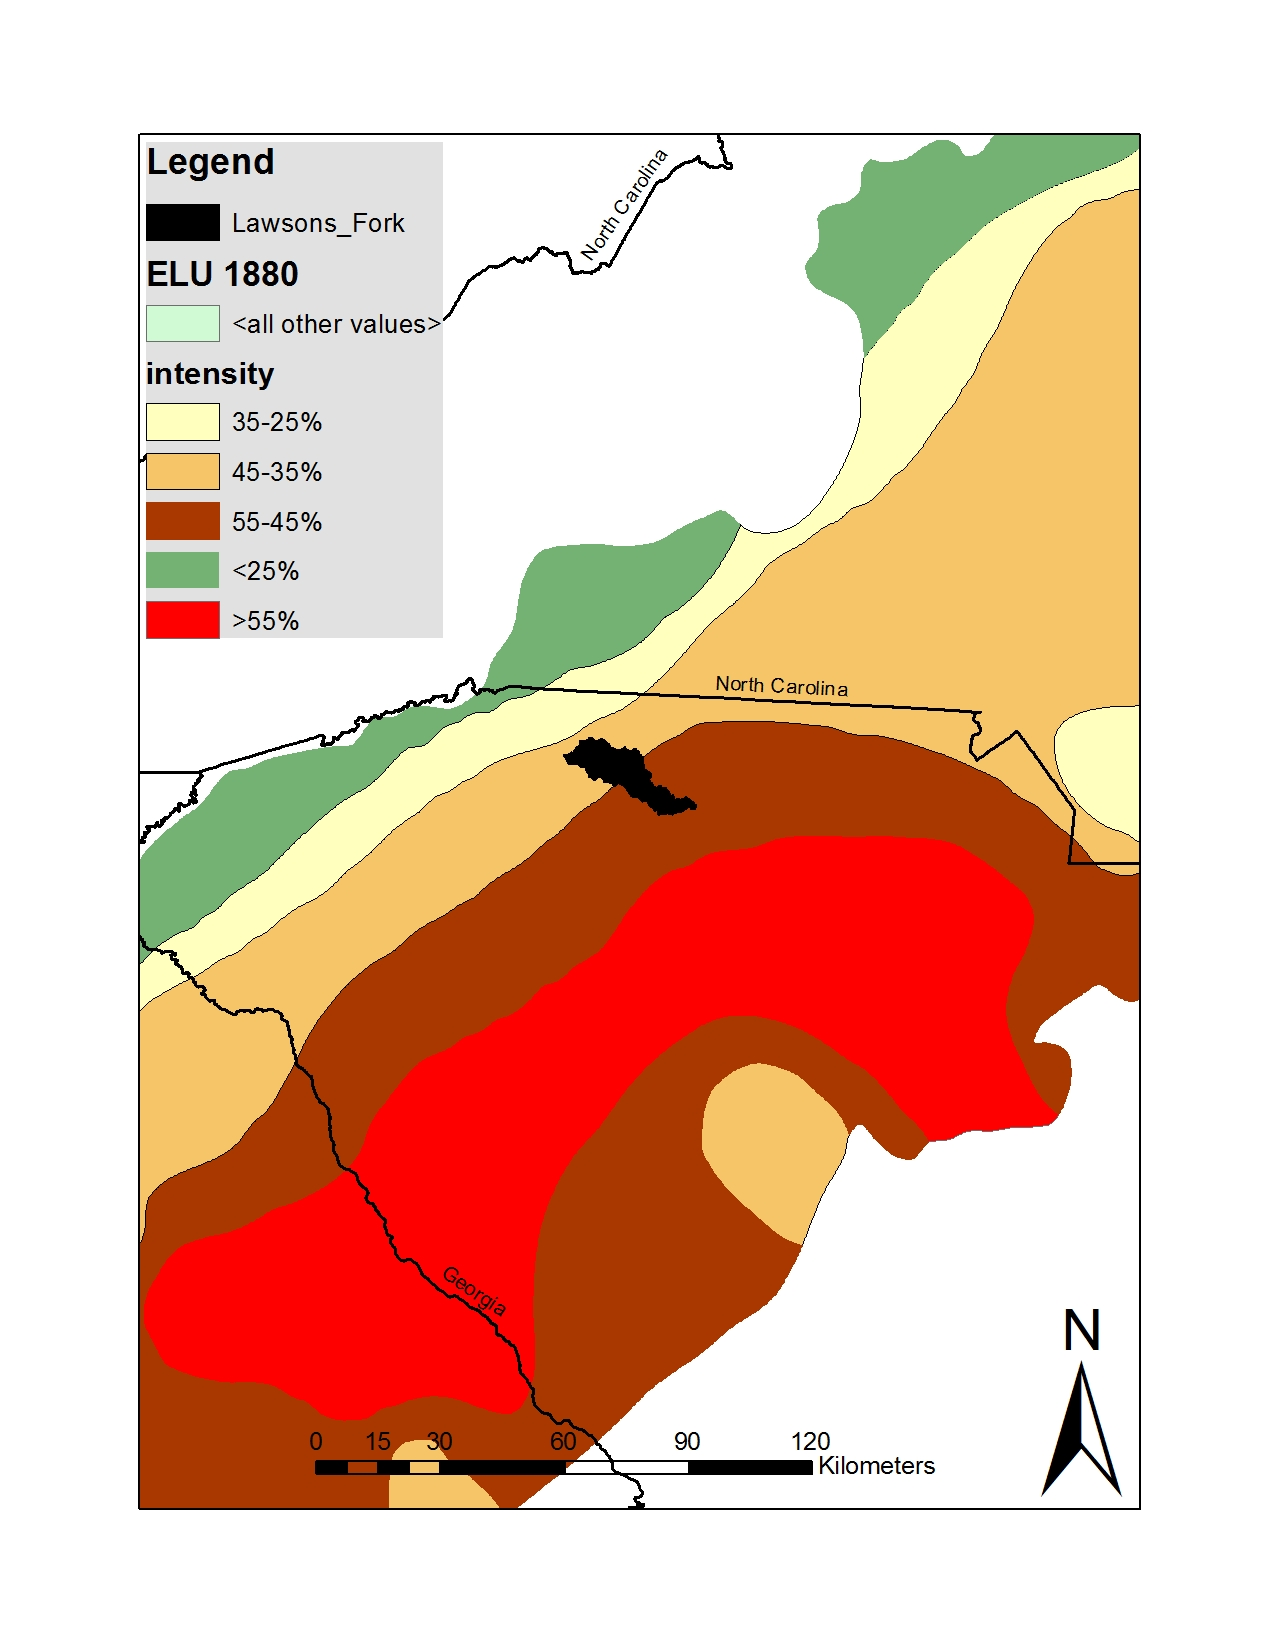 Legend
Lawsons_Fork
ELU 1880
<all other values>
intensity
35-25%
45-35%
55-45%
<25%
>55%
North Carolina
North Carolina
Georgia
N
0 15 30 60 90 120
Kilometers